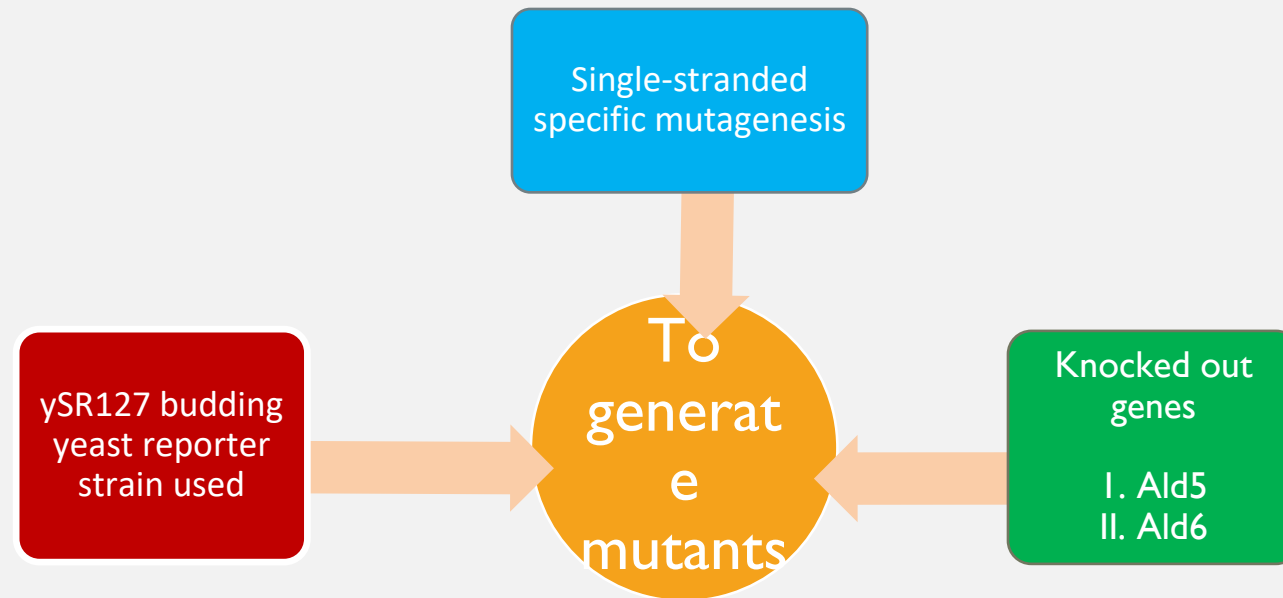 Single-stranded
specific mutagenesis
To
generat
e
mutants
ySR127 budding
yeast reporter
strain used
Knocked out
genes
I. Ald5
II. Ald6